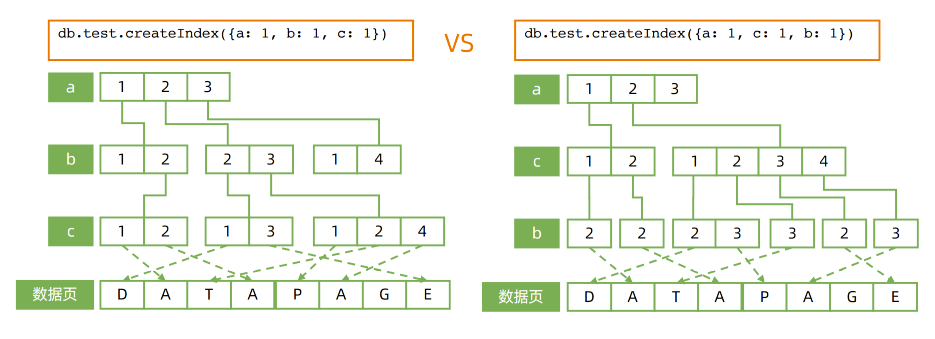 db.test.createIndex({a: 1, b: 1, c: 1})
VS
db.test.createIndex({a: 1, c: 1, b: 1})
a 1 2 3
b 1 2 2 3 1 4
c 1 2 1 3 1 2 4
数据页 D A T A P A G E
a 1 2 3
c 1 2 1 2 3 4
b 2 2 2 3 3 2 3
数据页 D A T A P A G E